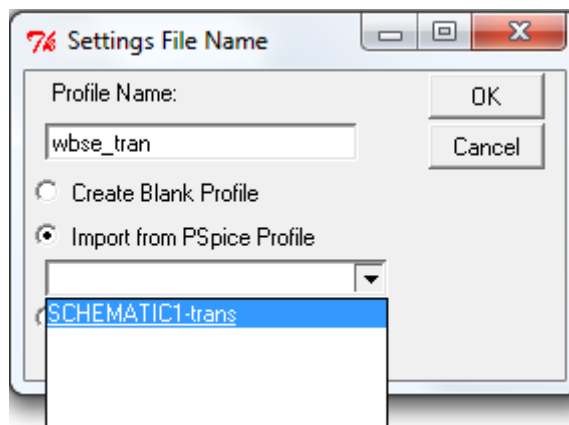 Settings File Name
Profile Name:
OK
wbse_tran
Cancel
Create Blank Profile
Import from PSpice Profile
SCHEMATIC1-trans